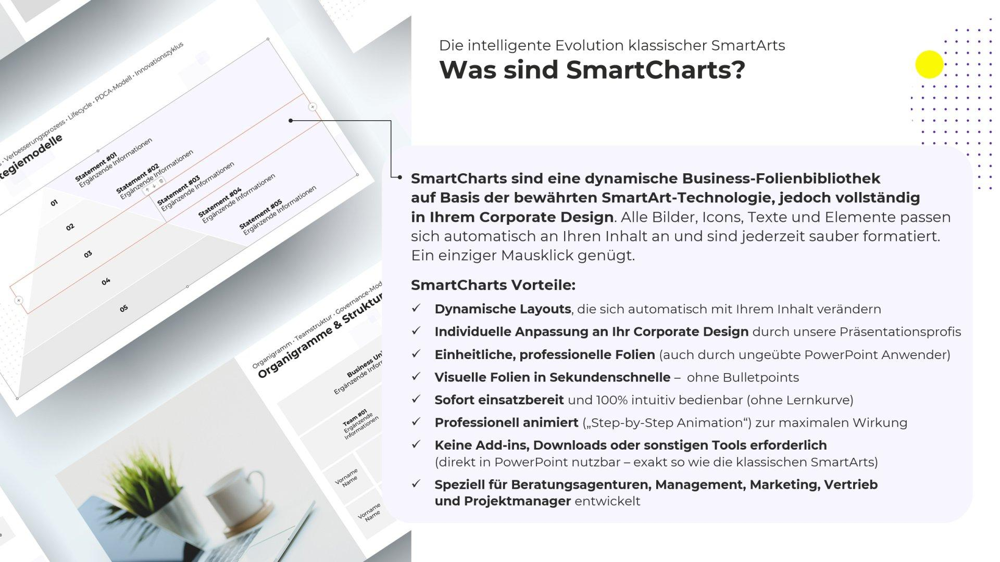 Die intelligente Evolution klassischer SmartArts
Was sind SmartCharts?
SmartCharts sind eine dynamische Business-Folienbibliothek
auf Basis der bewährten SmartArt-Technologie, jedoch vollständig
in Ihrem Corporate Design. Alle Bilder, Icons, Texte und Elemente passen
sich automatisch an Ihren Inhalt an und sind jederzeit sauber formatiert.
Ein einziger Mausklick genügt.
SmartCharts Vorteile:
✓ Dynamische Layouts, die sich automatisch mit Ihrem Inhalt verändern
✓ Individuelle Anpassung an Ihr Corporate Design durch unsere Präsentationsprofis
✓ Einheitliche, professionelle Folien (auch durch ungeübte PowerPoint Anwender)
✓ Visuelle Folien in Sekundenschnelle – ohne Bulletpoints
✓ Sofort einsatzbereit und 100% intuitiv bedienbar (ohne Lernkurve)
✓ Professionell animiert („Step-by-Step Animation“) zur maximalen Wirkung
✓ Keine Add-ins, Downloads oder sonstigen Tools erforderlich
(direkt in PowerPoint nutzbar – exakt so wie die klassischen SmartArts)
✓ Speziell für Beratungsagenturen, Management, Marketing, Vertrieb
und Projektmanager entwickelt
· Verbesserungsprozess · Lifecycle · PDCA-Modell · Innovationszyklus
tegiemodelle
Statement #01
Ergänzende Informationen
Statement #02
Ergänzende Informationen
Statement #03
Ergänzende Informationen
Statement #04
Ergänzende Informationen
Statement #05
Ergänzende Informationen
01
02
03
04
05
Organigramm · Teamstruktur · Governance-Mod
Organigramme & Struktur
Business Uni
Ergänzende Infor
Team #01
Ergänzende
Informationen
Vorname
Name
Vorname
Name